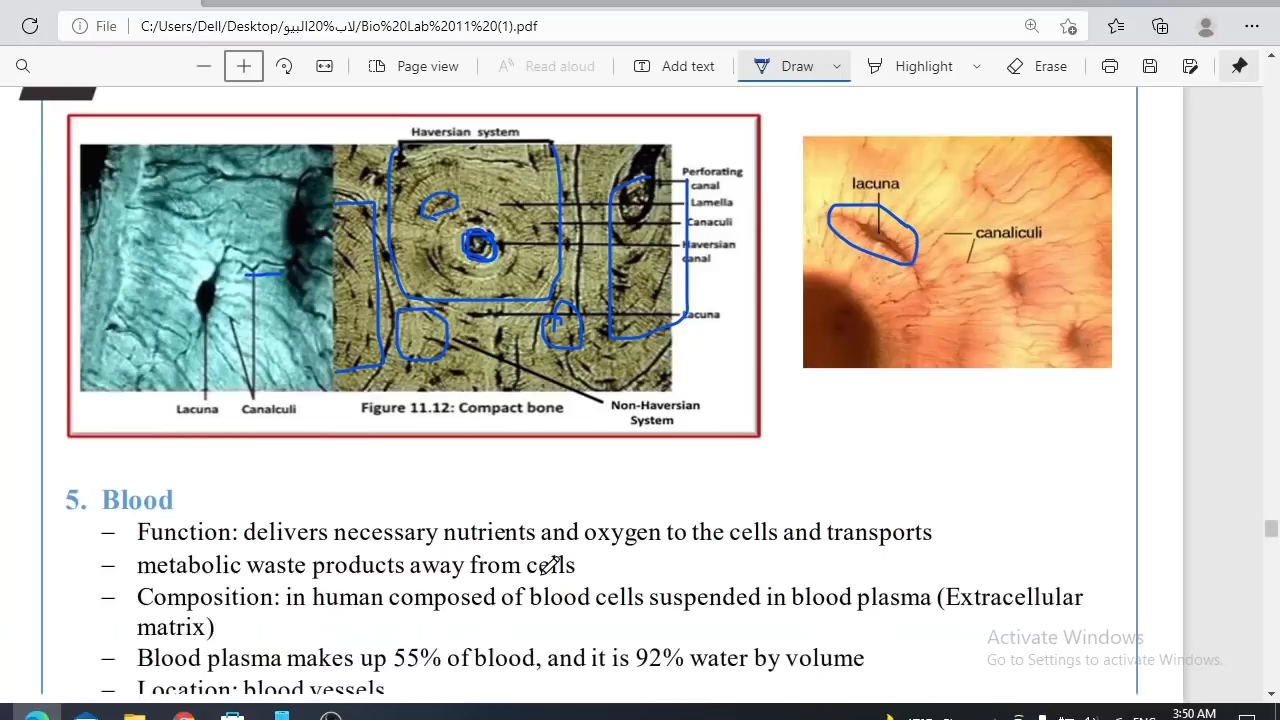 File C:/Users/Dell/Desktop/لاب%20البيو/Bio%20Lab%2011%20(1).pdf
Page view Read aloud Add text Draw Highlight Erase
Haversian system
Perforating canal
Lamella
Canaculi
Haversian canal
Lacuna
Lacuna Canalculi
Figure 11.12: Compact bone
Non-Haversian System
lacuna
canaliculi
5. Blood
– Function: delivers necessary nutrients and oxygen to the cells and transports
– metabolic waste products away from cells
– Composition: in human composed of blood cells suspended in blood plasma (Extracellular
matrix)
– Blood plasma makes up 55% of blood, and it is 92% water by volume
– Location: blood vessels
Activate Windows
Go to Settings to activate Windows.
3:50 AM